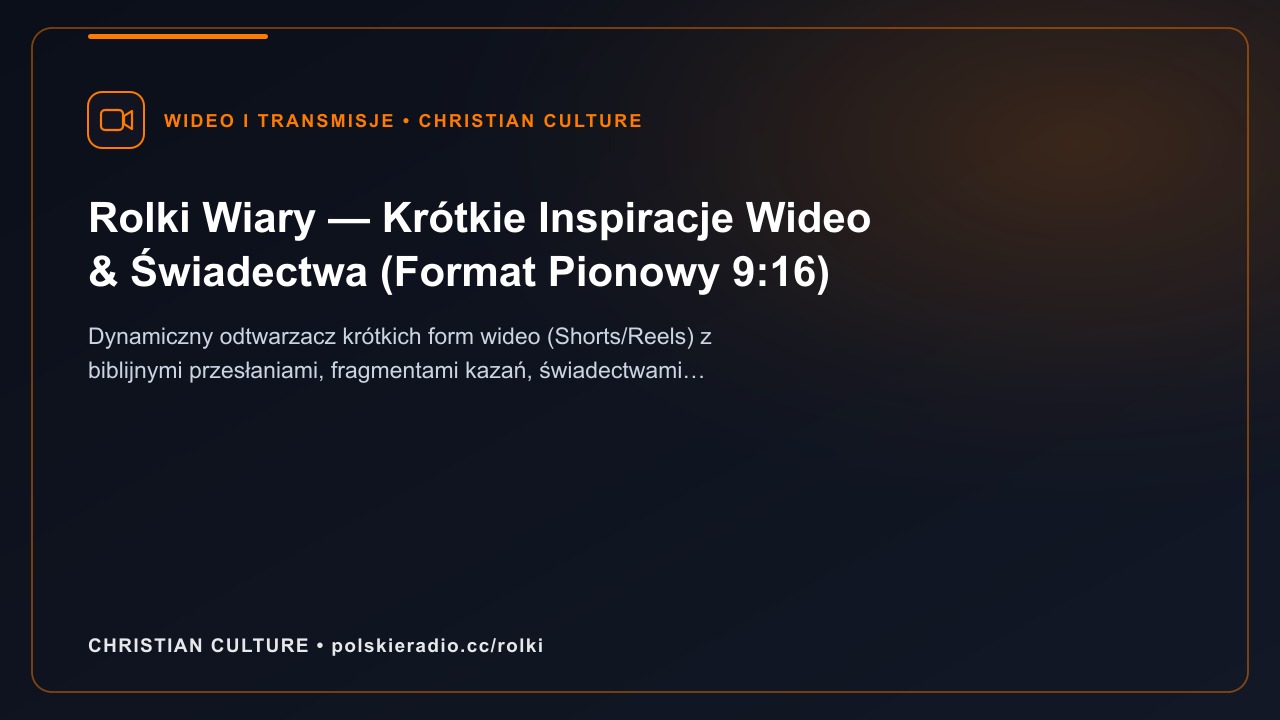 WIDEO I TRANSMISJE • CHRISTIAN CULTURE
Rolki Wiary — Krótkie Inspiracje Wideo
& Świadectwa (Format Pionowy 9:16)
Dynamiczny odtwarzacz krótkich form wideo (Shorts/Reels) z
biblijnymi przesłaniami, fragmentami kazań, świadectwami…
CHRISTIAN CULTURE • polskieradio.cc/rolki